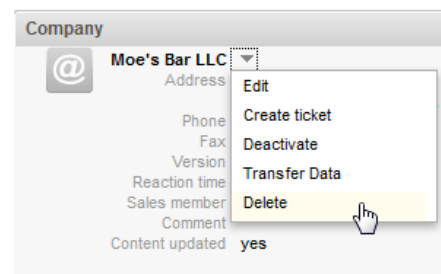 Company
@
Moe's Bar LLC
Address
Edit
Create ticket
Phone
Fax
Deactivate
Version
Transfer Data
Reaction time
Sales member
Delete
Comment
Content updated yes